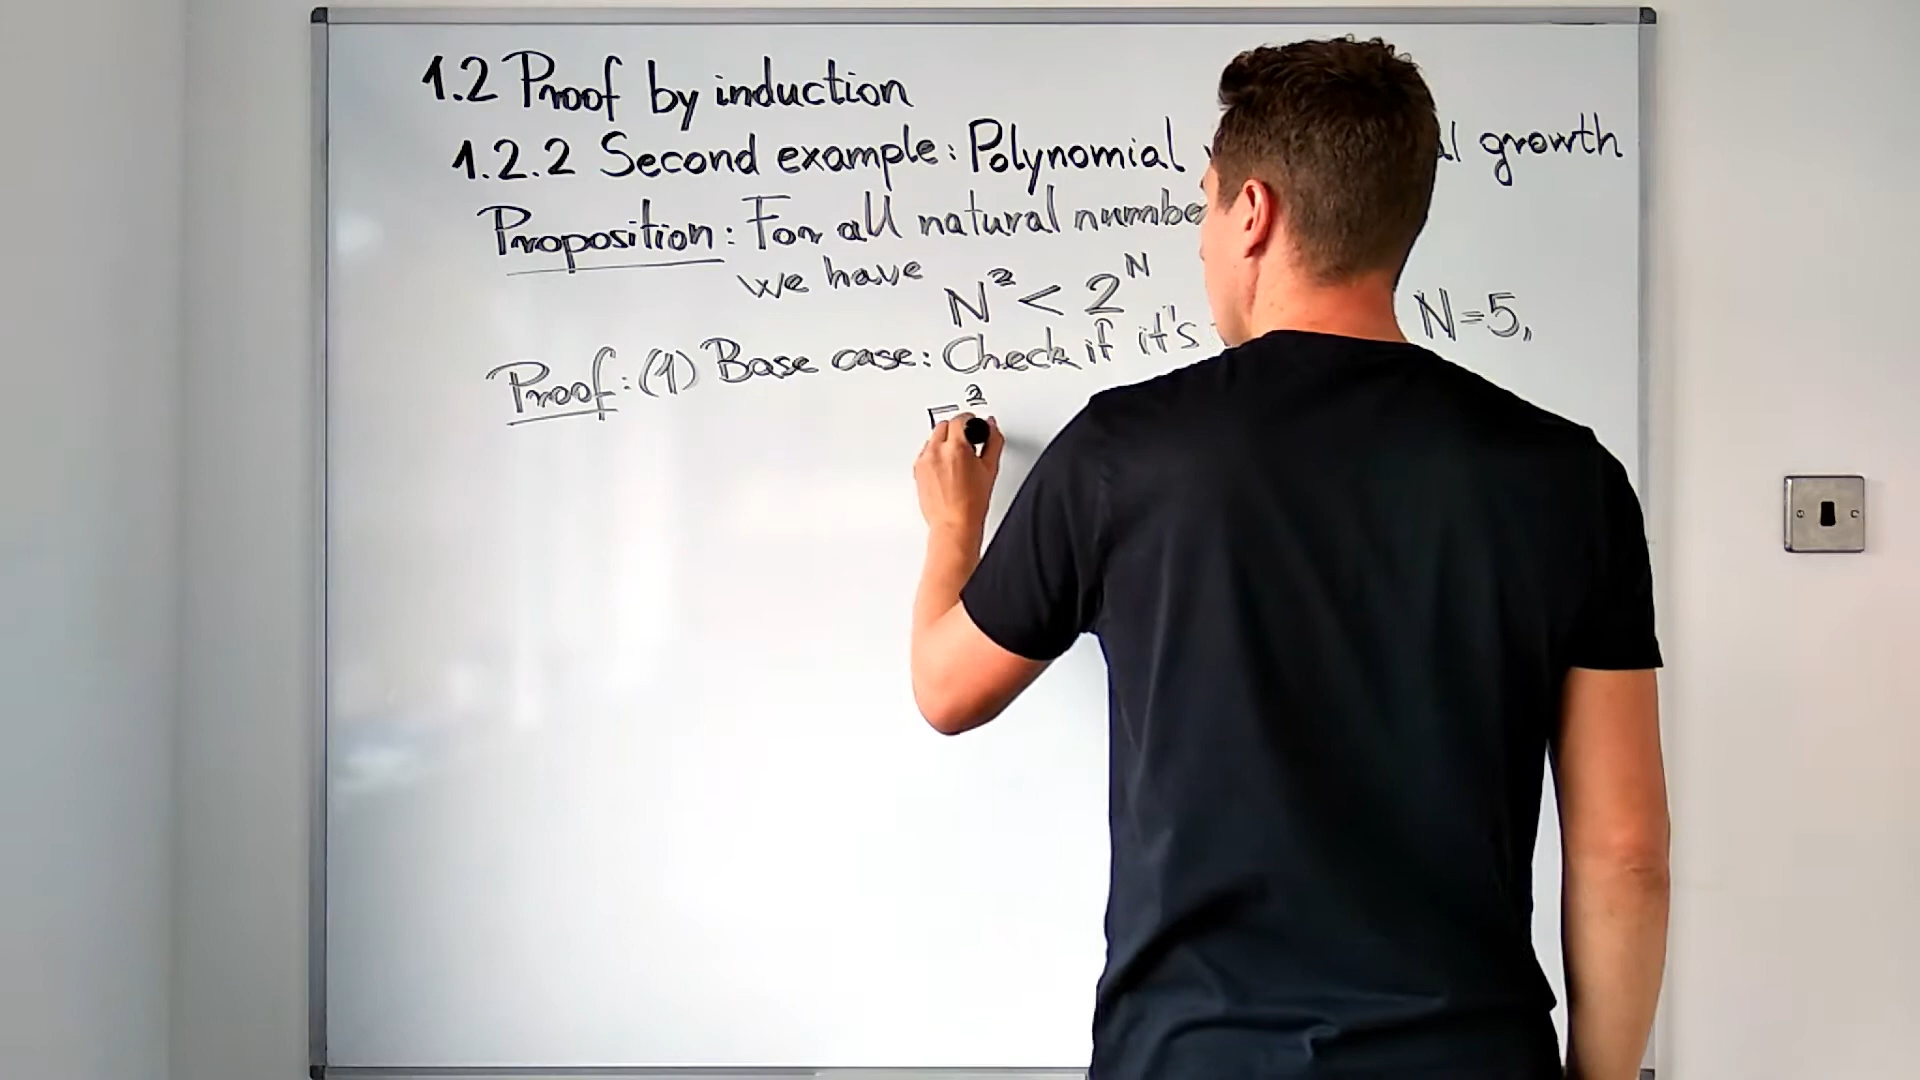 1.2 Proof by induction
1.2.2 Second example: Polynomial growth
Proposition: For all natural
we have
N² < 2ᴺ
Proof: (1) Base case: Check if it's N=5,
5²